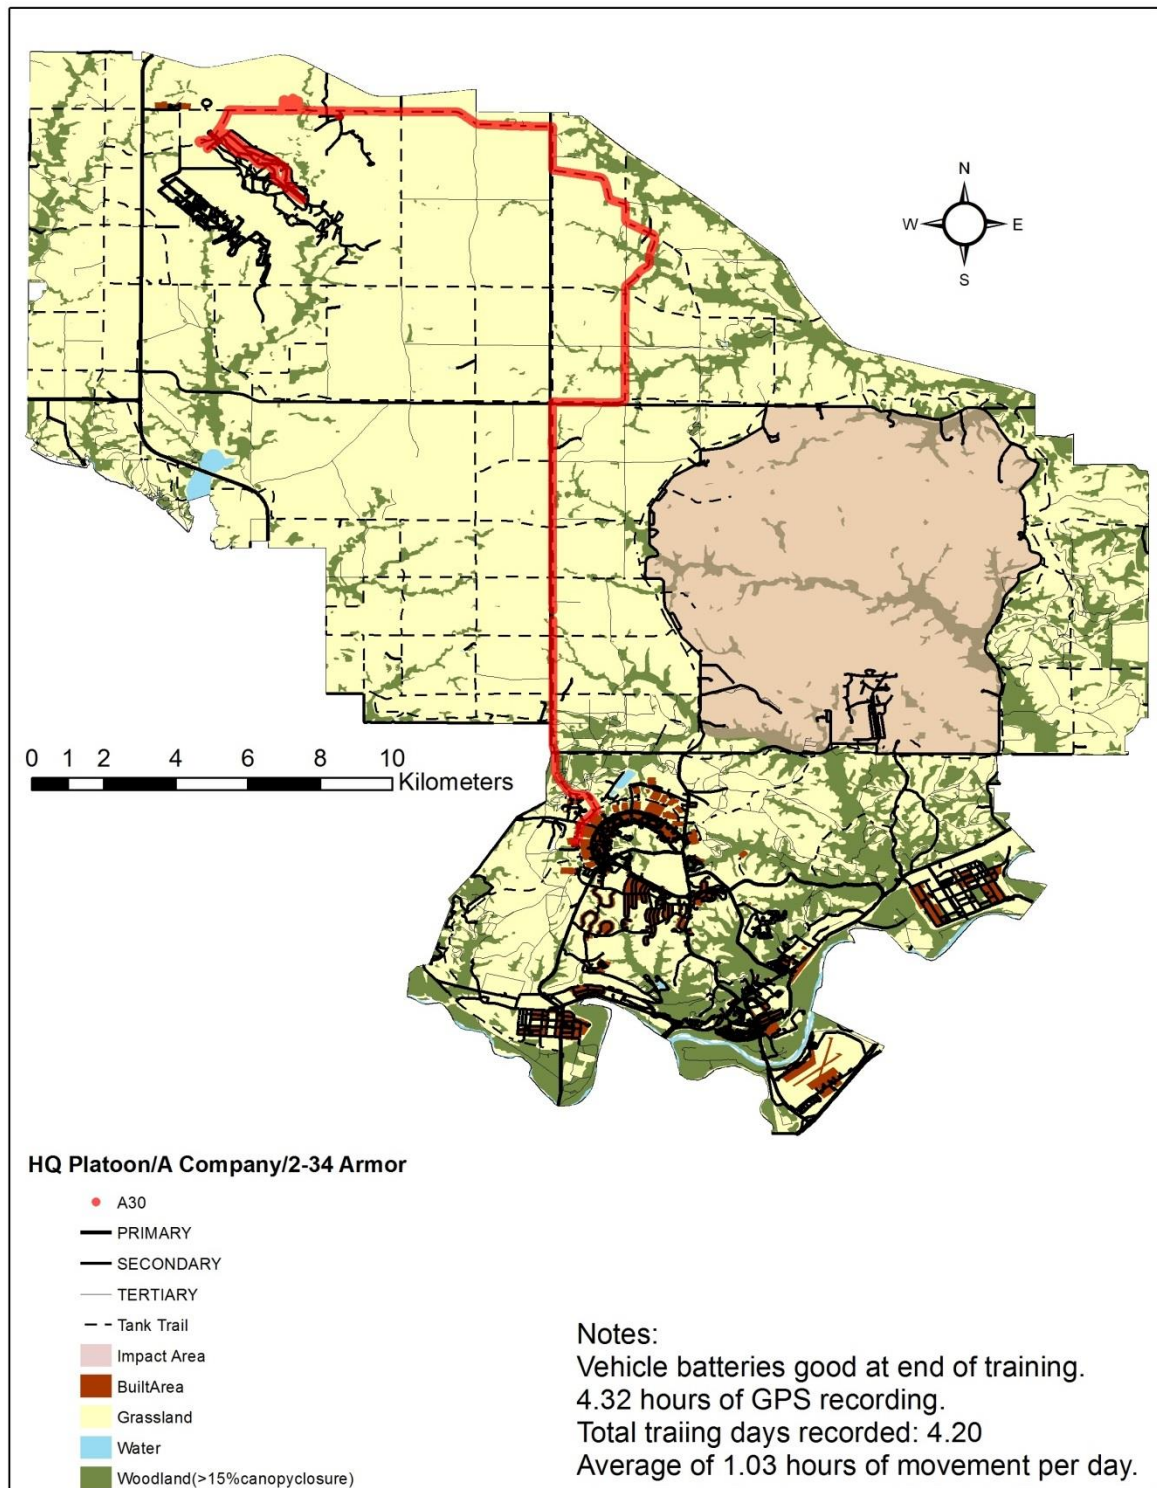 N
W E
S
0 1 2 4 6 8 10
Kilometers
HQ Platoon/A Company/2-34 Armor
A30
PRIMARY
SECONDARY
TERTIARY
Tank Trail
Impact Area
BuiltArea
Grassland
Water
Woodland(>15%canopyclosure)
Notes:
Vehicle batteries good at end of training.
4.32 hours of GPS recording.
Total traiing days recorded: 4.20
Average of 1.03 hours of movement per day.